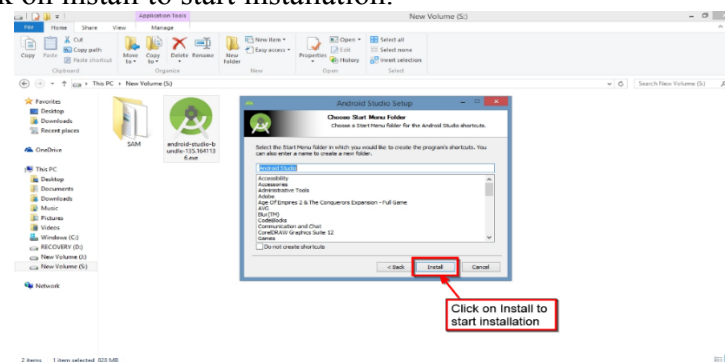 k on install to start installation.
Application Tools
New Volume (S:)
File Home Share View Manage
Copy
Paste
Cut
Copy path
Paste shortcut
Move to
Copy to
Delete
Rename
New folder
New item
Easy access
Properties
Open
Edit
History
Select all
Select none
Invert selection
Clipboard
Organize
New
Open
Select
This PC
New Volume (S:)
Search New Volume (S:)
Favorites
Desktop
Downloads
Recent places
OneDrive
This PC
Desktop
Documents
Downloads
Music
Pictures
Videos
Windows (C:)
RECOVERY (D:)
New Volume (S:)
Network
SAM
android-studio-b
undle-135.164113
6.exe
Android Studio Setup
Choose Start Menu Folder
Choose a Start Menu folder for the Android Studio shortcuts.
Select the Start Menu folder in which you would like to create the program's shortcuts. You
can also enter a name to create a new folder.
Android Studio
Accessibility
Accessories
Administrative Tools
Adobe
Age Of Empires 2 & The Conquerors Expansion - Full Game
AVG
Blur(TM)
CodeBlocks
Communication and Chat
CorelDRAW Graphics Suite 12
Games
Do not create shortcuts
< Back
Install
Cancel
Click on Install to
start installation
2 items 1 item selected 828 MB